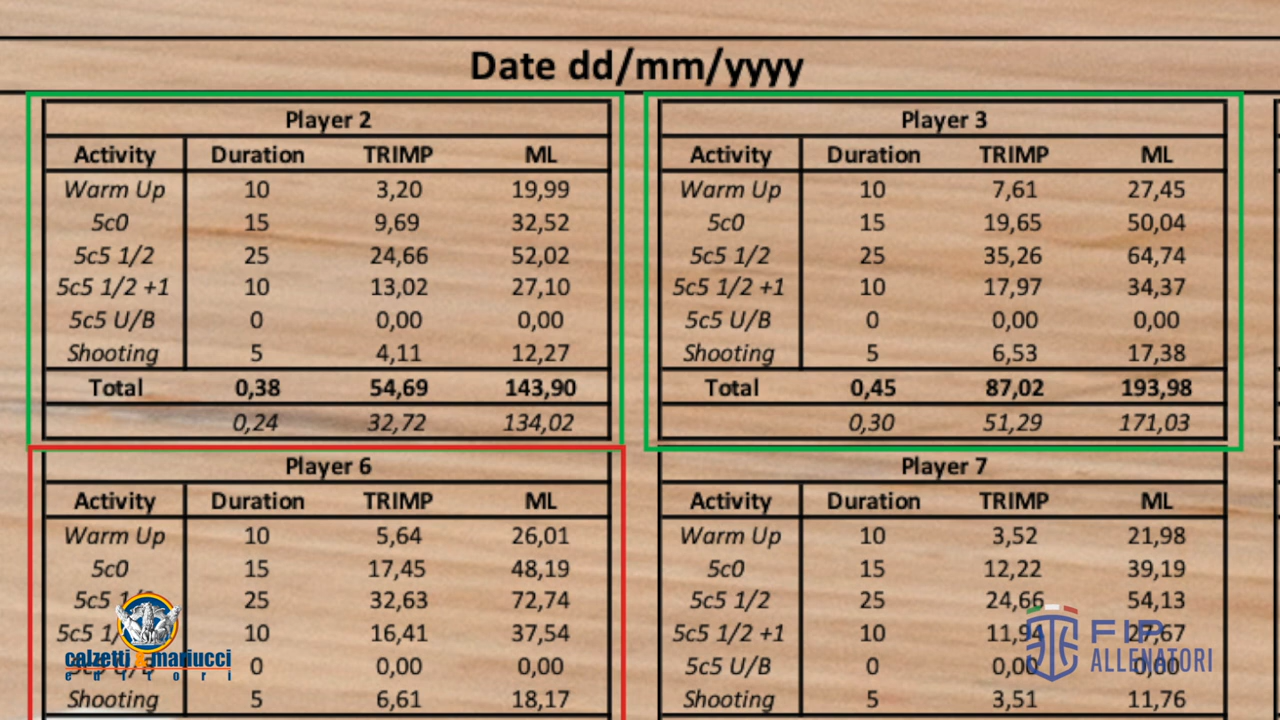 Date dd/mm/yyyy
Player 2
Activity Duration TRIMP ML
Warm Up 10 3,20 19,99
5c0 15 9,69 32,52
5c5 1/2 25 24,66 52,02
5c5 1/2 +1 10 13,02 27,10
5c5 U/B 0 0,00 0,00
Shooting 5 4,11 12,27
Total 0,38 54,69 143,90
0,24 32,72 134,02
Player 3
Activity Duration TRIMP ML
Warm Up 10 7,61 27,45
5c0 15 19,65 50,04
5c5 1/2 25 35,26 64,74
5c5 1/2 +1 10 17,97 34,37
5c5 U/B 0 0,00 0,00
Shooting 5 6,53 17,38
Total 0,45 87,02 193,98
0,30 51,29 171,03
Player 6
Activity Duration TRIMP ML
Warm Up 10 5,64 26,01
5c0 15 17,45 48,19
5c5 25 32,63 72,74
5c5 10 16,41 37,54
U/B 0 0,00 0,00
Shooting 5 6,61 18,17
Player 7
Activity Duration TRIMP ML
Warm Up 10 3,52 21,98
5c0 15 12,22 39,19
5c5 1/2 25 24,66 54,13
5c5 1/2 +1 10 11,94 27,67
5c5 U/B 0 0,00 0,00
Shooting 5 3,51 11,76
calzetti mariucci
editori
FIP
ALLENATORI